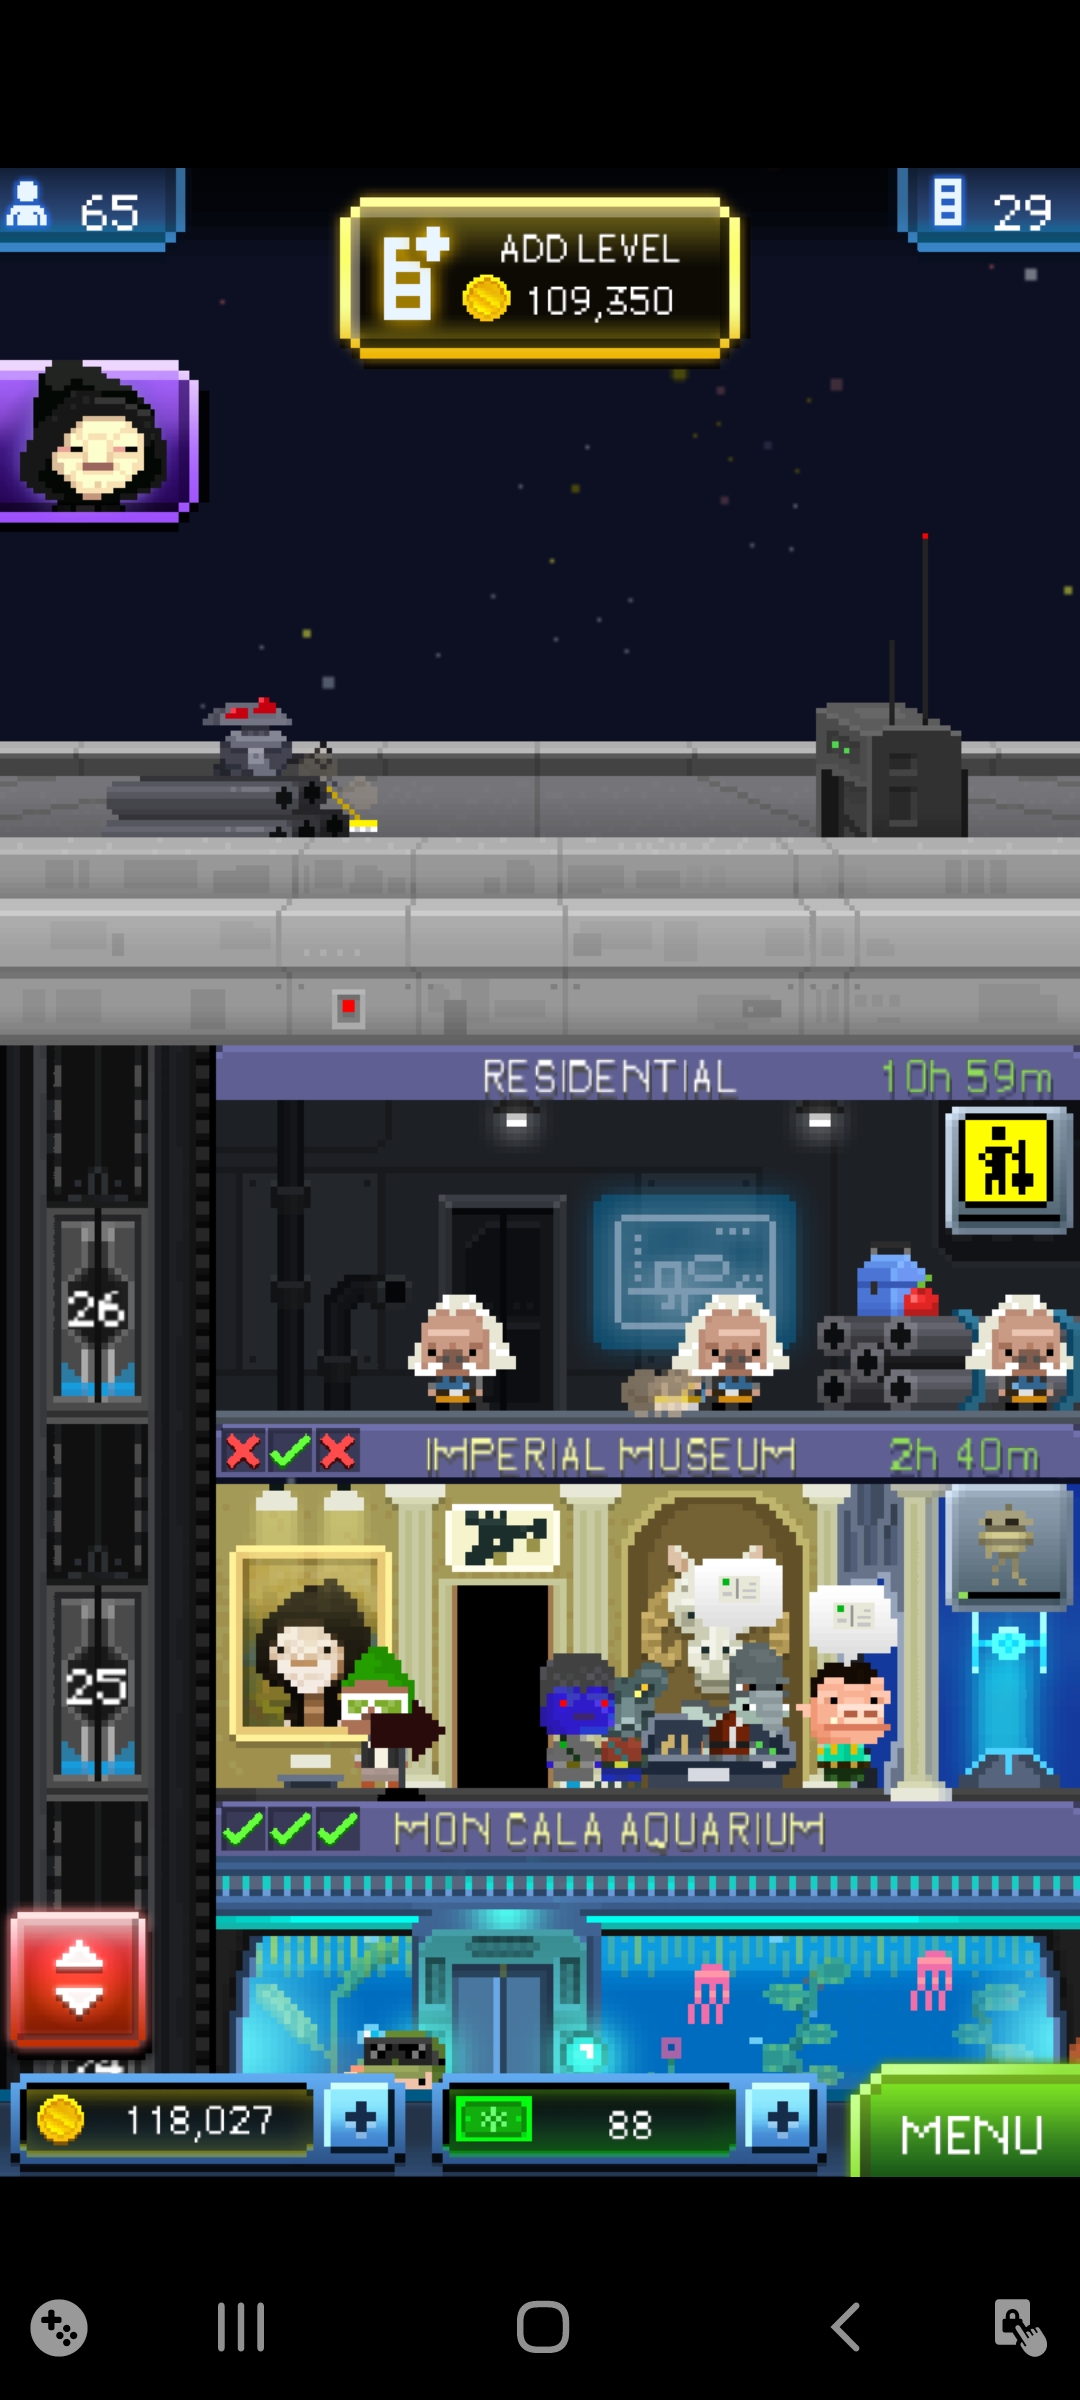 65
ADD LEVEL
109,350
29
RESIDENTIAL 10h 59m
26
IMPERIAL MUSEUM 2h 40m
25
MON CALA AQUARIUM
118,027
88
MENU